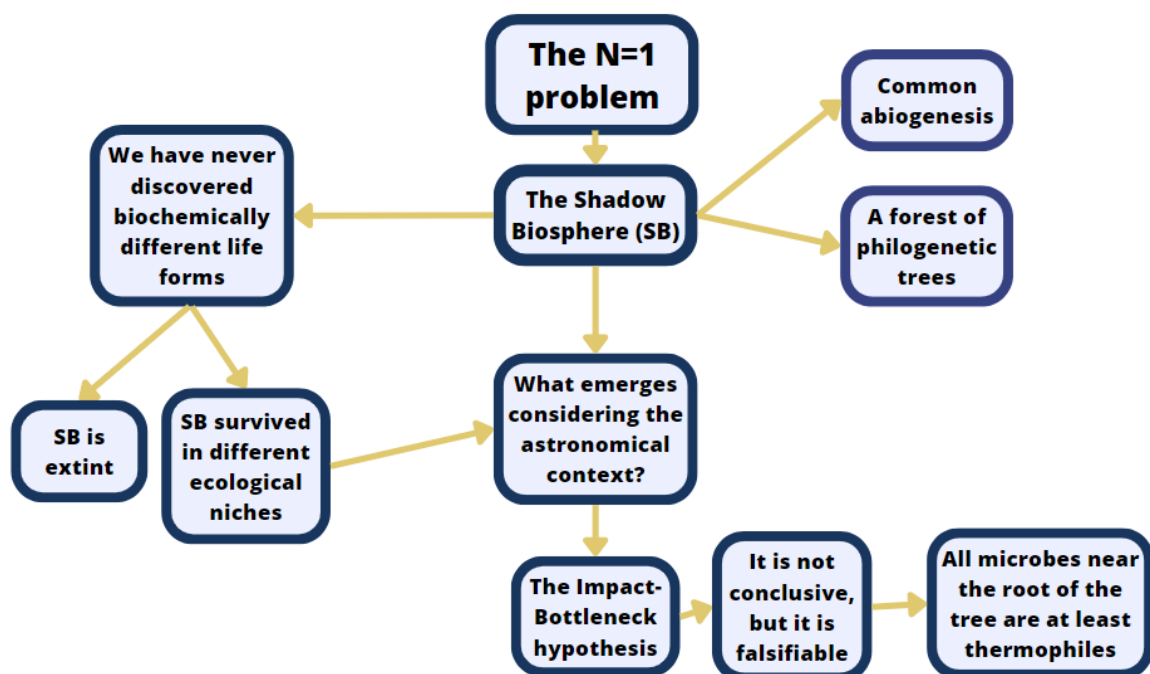 The N=1
problem
Common
abiogenesis
We have never
discovered
biochemically
different life
forms
The Shadow
Biosphere (SB)
A forest of
philogenetic
trees
What emerges
considering the
astronomical
context?
SB is
extint
SB survived
in different
ecological
niches
The Impact-
Bottleneck
hypothesis
It is not
conclusive,
but it is
falsifiable
All microbes near
the root of the
tree are at least
thermophiles